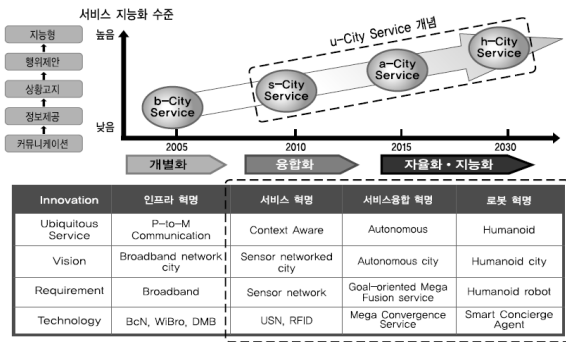 서비스 지능화 수준
지능형
행위제안
상황고지
정보제공
커뮤니케이션
높음
낮음
u-City Service 개념
b-City
Service
s-City
Service
a-City
Service
h-City
Service
2005
2010
2015
2030
개별화
융합화
자율화·지능화
Innovation
인프라 혁명
서비스 혁명
서비스융합 혁명
로봇 혁명
Ubiquitous
Service
P-to-M
Communication
Context Aware
Autonomous
Humanoid
Vision
Broadband network
city
Sensor networked
city
Autonomous city
Humanoid city
Requirement
Broadband
Sensor network
Goal-oriented Mega
Fusion service
Humanoid robot
Technology
BcN, WiBro, DMB
USN, RFID
Mega Convergence
Service
Smart Concierge
Agent